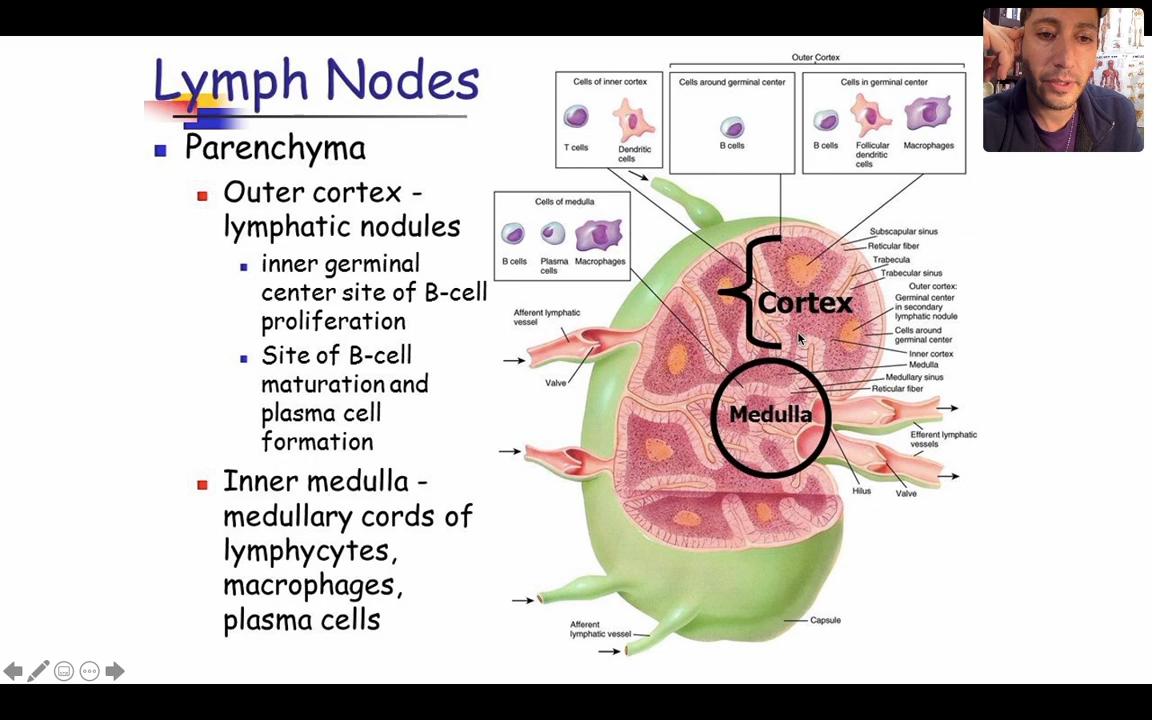 Lymph Nodes
Parenchyma
Outer cortex -
lymphatic nodules
inner germinal
center site of B-cell
proliferation
Site of B-cell
maturation and
plasma cell
formation
Inner medulla -
medullary cords of
lymphycytes,
macrophages,
plasma cells
Outer Cortex
Cells of inner cortex
T cells
Dendritic
cells
Cells around germinal center
B cells
Cells in germinal center
B cells
Follicular
dendritic
cells
Macrophages
Cells of medulla
B cells
Plasma
cells
Macrophages
Afferent lymphatic
vessel
Valve
Cortex
Medulla
Subscapular sinus
Reticular fiber
Trabecula
Trabecular sinus
Outer cortex:
Germinal center
in secondary
lymphatic nodule
Cells around
germinal center
Inner cortex
Medulla
Medullary sinus
Reticular fiber
Efferent lymphatic
vessels
Hilus
Valve
Capsule
Afferent
lymphatic vessel